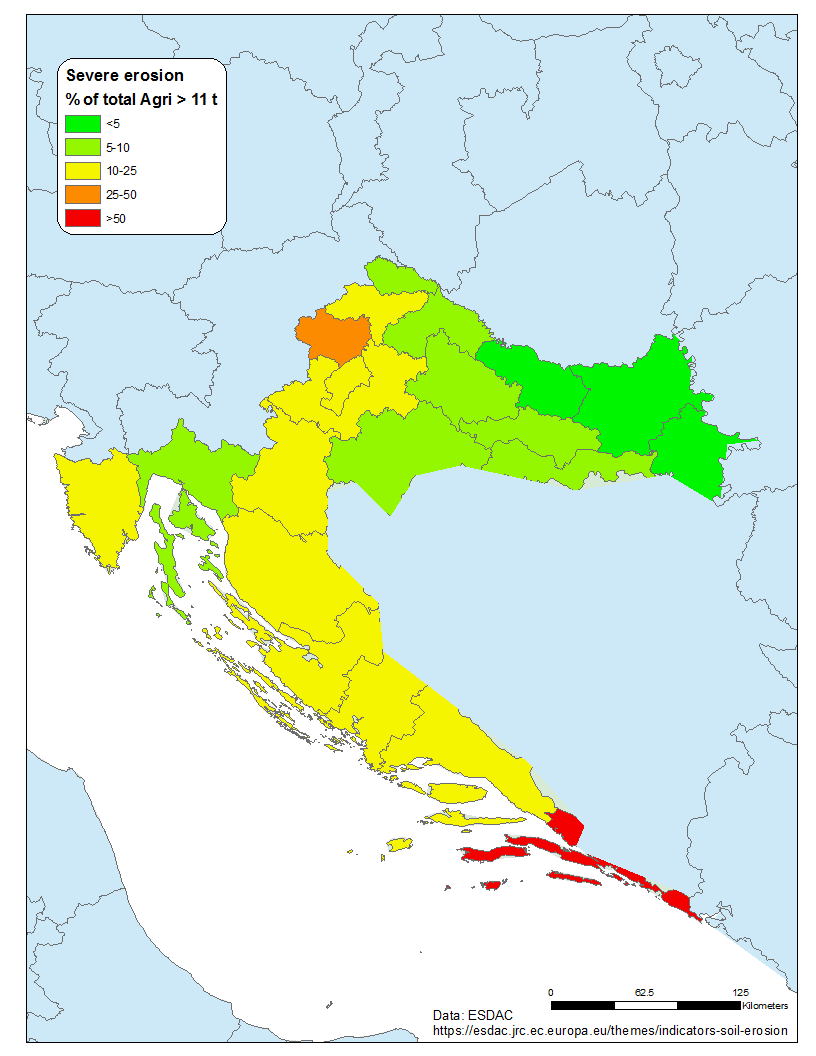 Severe erosion
% of total Agri > 11 t
<5
5-10
10-25
25-50
>50
0 62.5 125
Kilometers
Data: ESDAC
https://esdac.jrc.ec.europa.eu/themes/indicators-soil-erosion